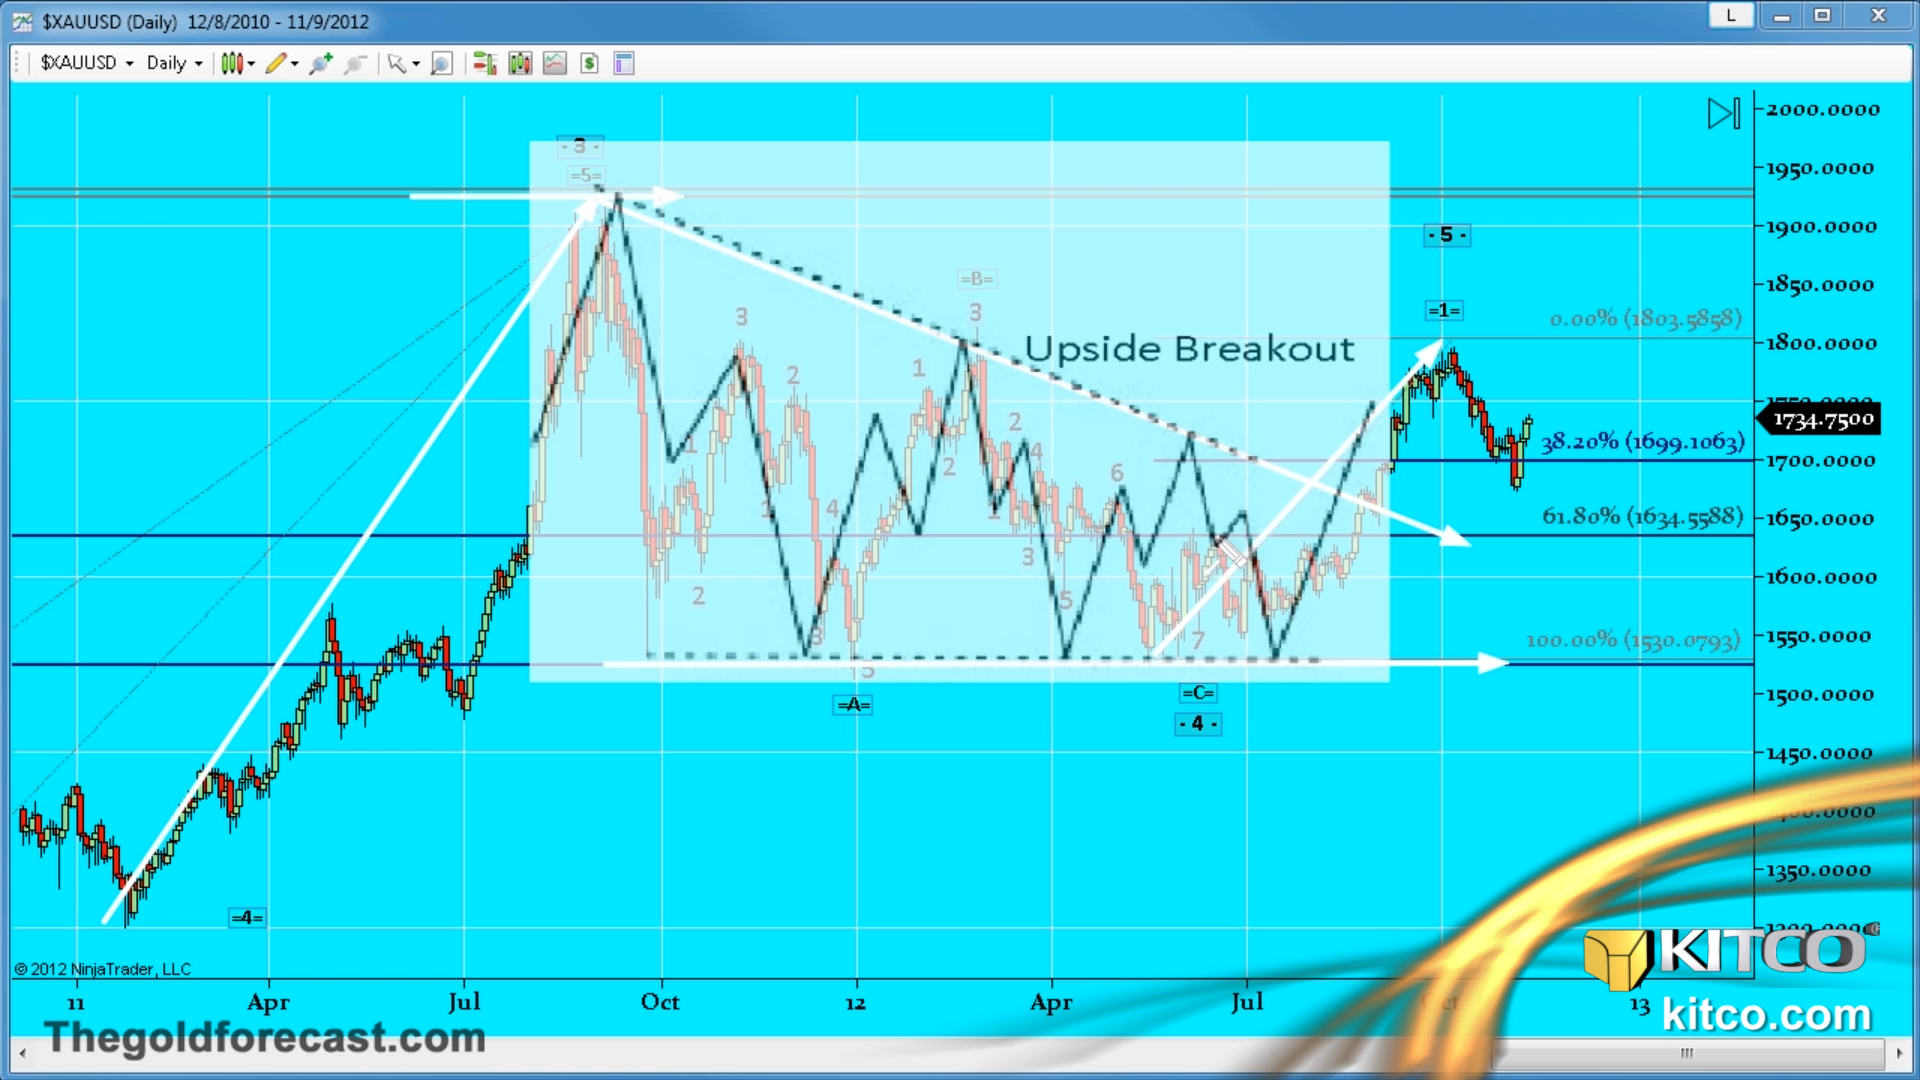 $XAUUSD (Daily) 12/8/2010 - 11/9/2012
L
$XAUUSD Daily
2000.0000
1950.0000
1900.0000
1850.0000
1800.0000
1734.7500
1700.0000
1650.0000
1600.0000
1550.0000
1500.0000
1450.0000
1350.0000
- 3 -
=5=
- 5 -
=1=
=B=
3
3
2
1
2
2
4
6
1
2
1
4
3
5
2
3
5
7
Upside Breakout
0.00% (1803.5858)
38.20% (1699.1063)
61.80% (1634.5588)
100.00% (1530.0793)
=A=
=C=
- 4 -
=4=
© 2012 NinjaTrader, LLC
11 Apr Jul Oct 12 Apr Jul Oct 13
KITCO
kitco.com
Thegoldforecast.com